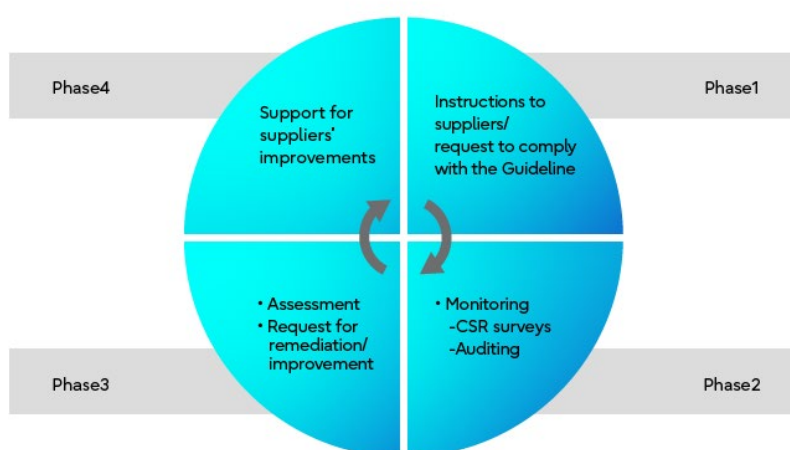 Phase4
Support for
suppliers'
improvements
Phase1
Instructions to
suppliers/
request to comply
with the Guideline
Phase3
• Assessment
• Request for
remediation/
improvement
Phase2
• Monitoring
-CSR surveys
-Auditing